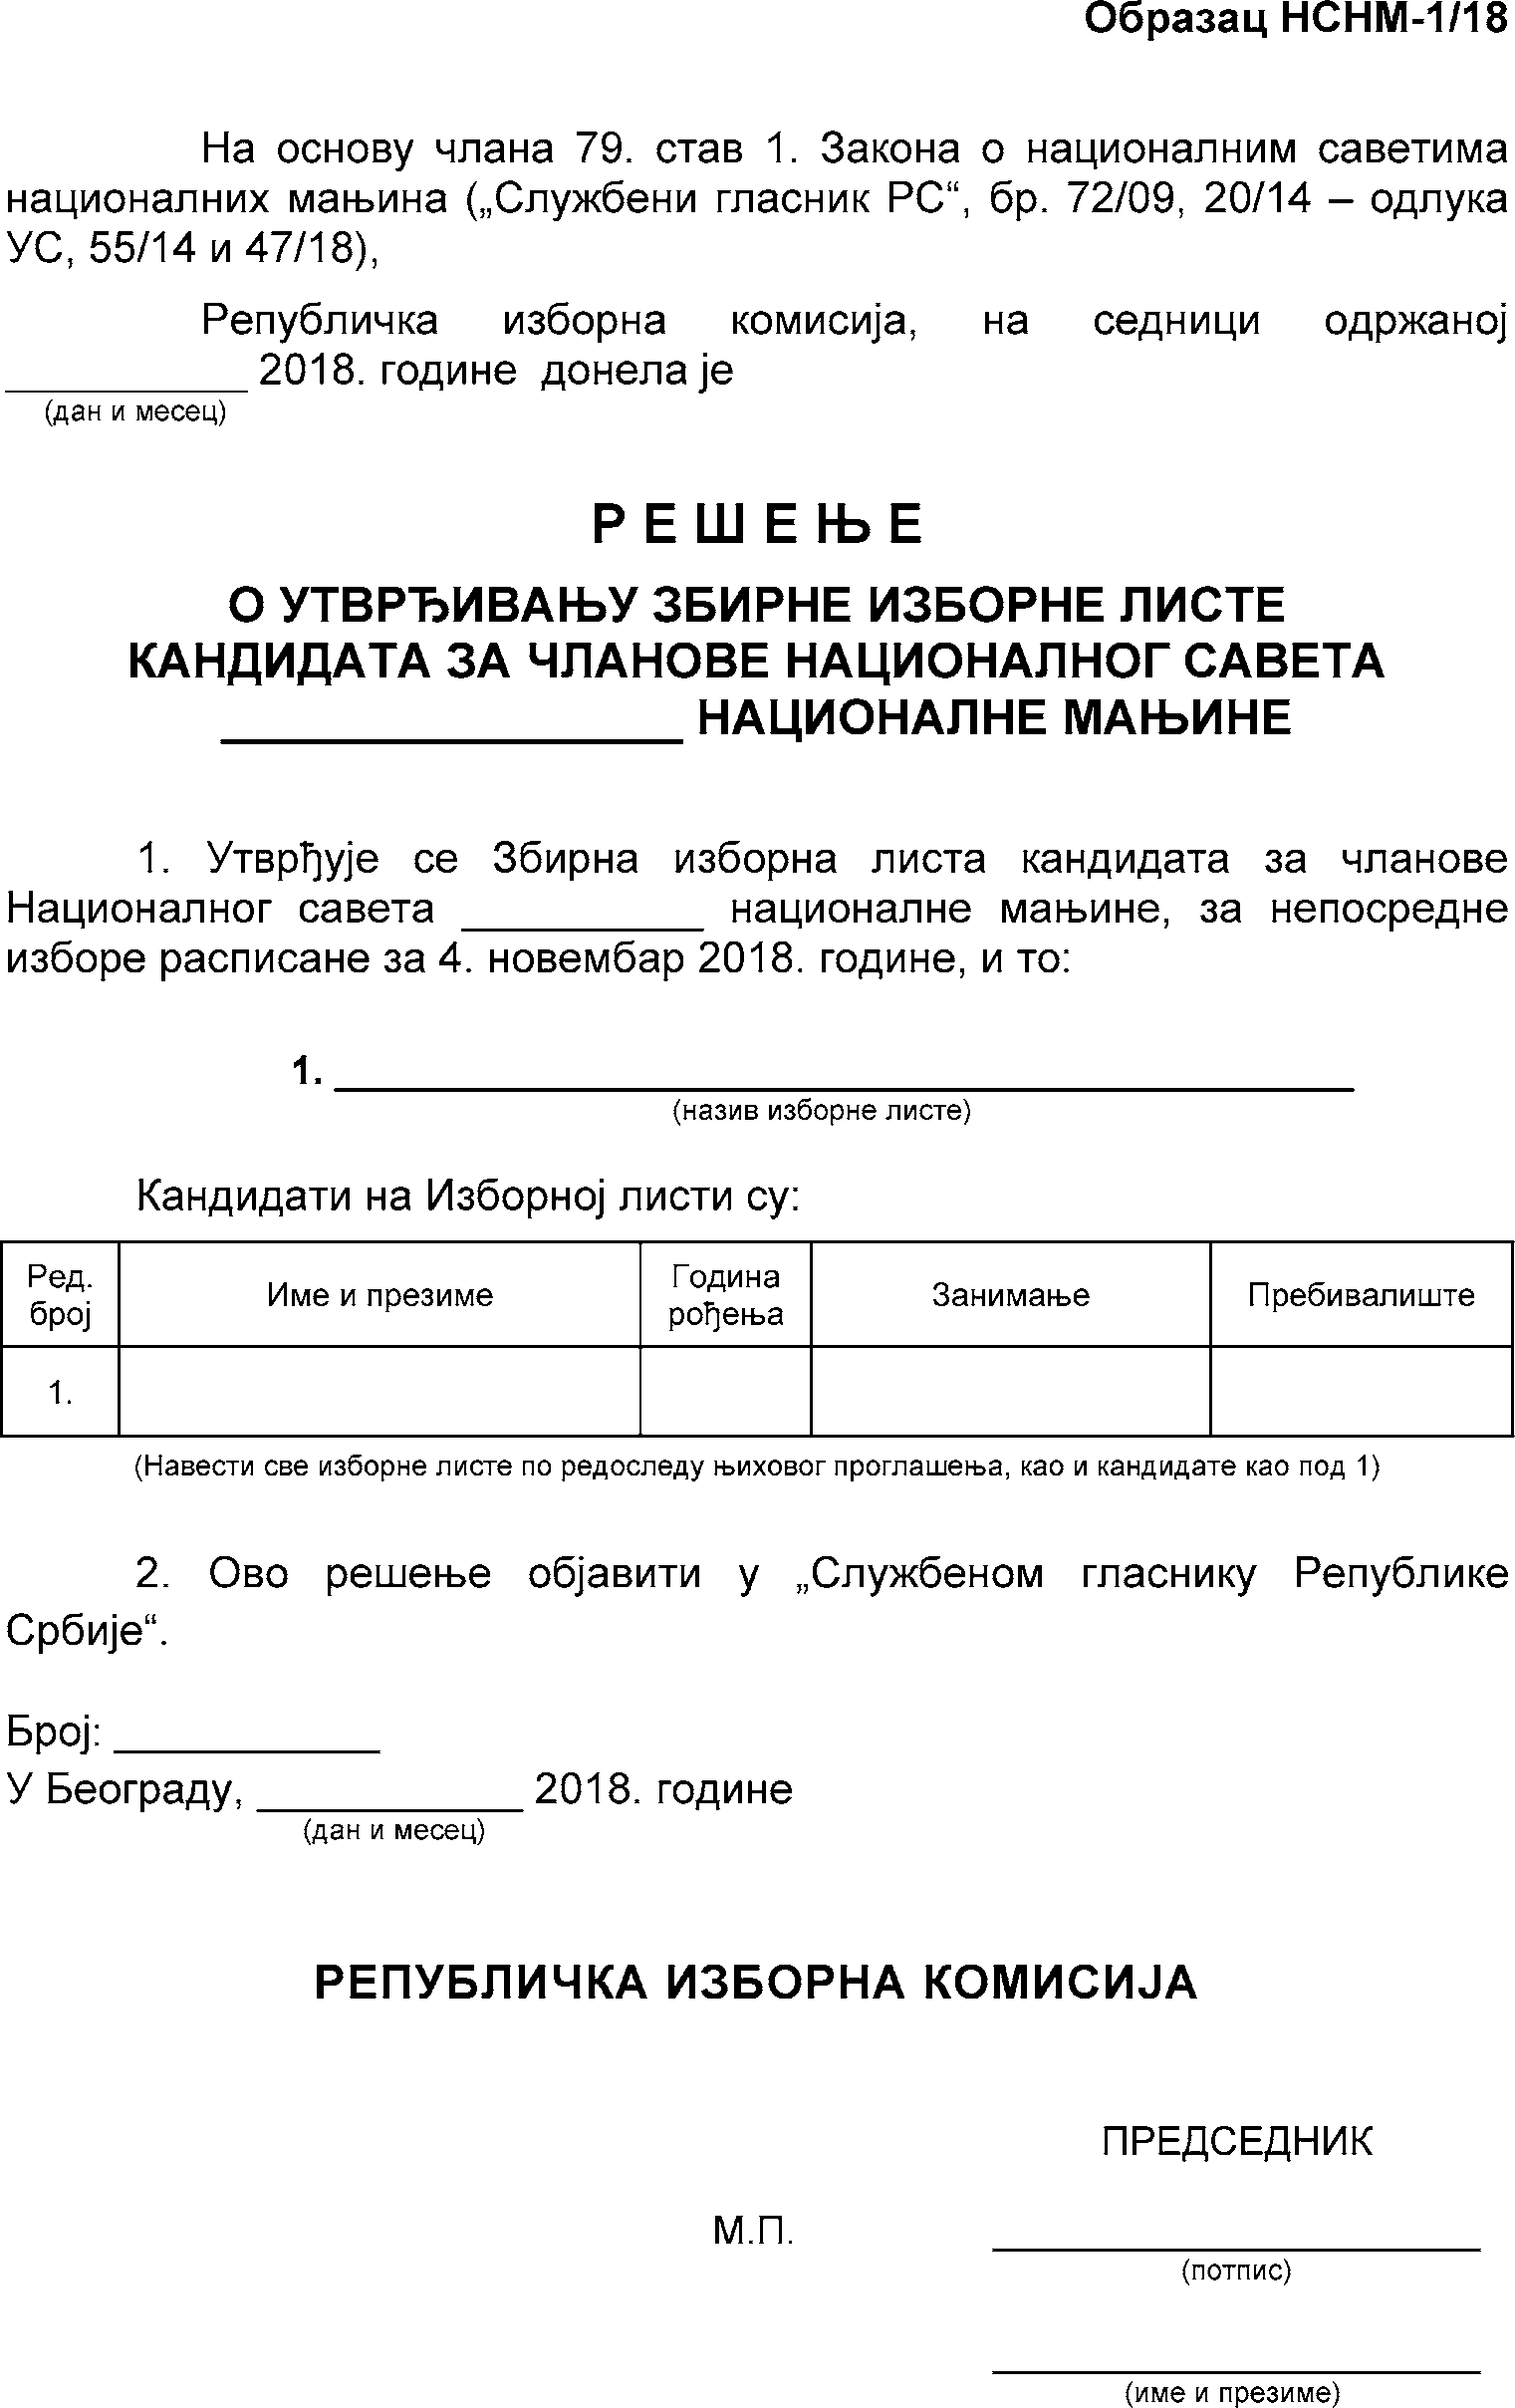 Образац НСНМ-1/18
На основу члана 79. став 1. Закона о националним саветима
националних мањина („Службени гласник РС“, бр. 72/09, 20/14 – одлука
УС, 55/14 и 47/18),
Републичка изборна комисија, на седници одржаној
___________ 2018. године донела је
(дан и месец)
Р Е Ш Е Њ Е
О УТВРЂИВАЊУ ЗБИРНЕ ИЗБОРНЕ ЛИСТЕ
КАНДИДАТА ЗА ЧЛАНОВЕ НАЦИОНАЛНОГ САВЕТА
___________________ НАЦИОНАЛНЕ МАЊИНЕ
1. Утврђује се Збирна изборна листа кандидата за чланове
Националног савета ___________ националне мањине, за непосредне
изборе расписане за 4. новембар 2018. године, и то:
1. ____________________________________________
(назив изборне листе)
Кандидати на Изборној листи су:
Ред. број Име и презиме Година рођења Занимање Пребивалиште
1.
(Навести све изборне листе по редоследу њиховог проглашења, као и кандидате као под 1)
2. Ово решење објавити у „Службеном гласнику Републике
Србије“.
Број: ____________
У Београду, ____________ 2018. године
(дан и месец)
РЕПУБЛИЧКА ИЗБОРНА КОМИСИЈА
ПРЕДСЕДНИК
М.П. ______________________
(потпис)
______________________
(име и презиме)